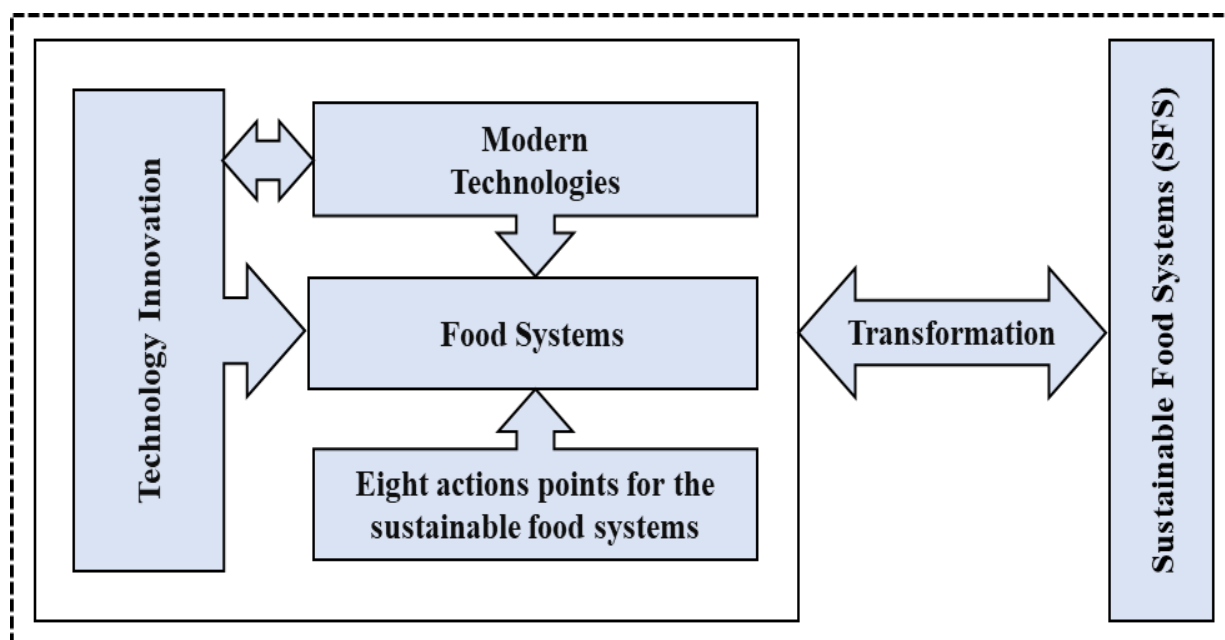 Technology Innovation
Modern
Technologies
Food Systems
Eight actions points for the
sustainable food systems
Transformation
Sustainable Food Systems (SFS)